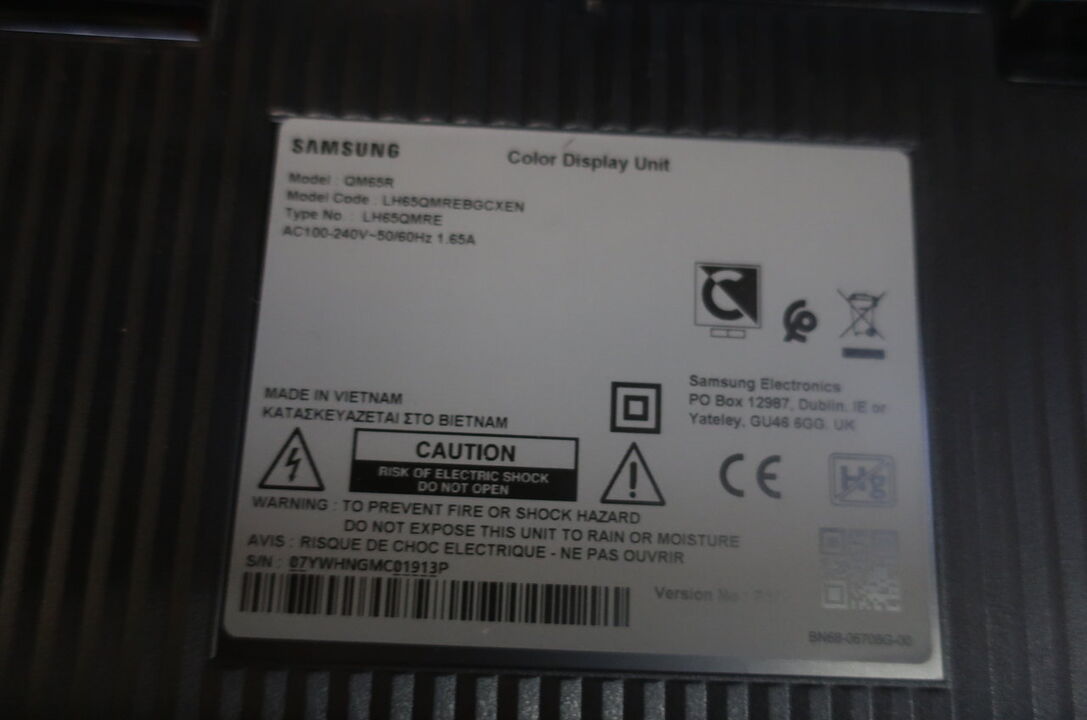 SAMSUNG
Color Display Unit
Model : QM65R
Model Code : LH65QMREBGCXEN
Type No. : LH65QMRE
AC100-240V~50/60Hz 1.65A
MADE IN VIETNAM
ΚΑΤΑΣΚΕΥΑΖΕΤΑΙ ΣΤΟ ΒΙΕΤΝΑΜ
Samsung Electronics
PO Box 12987, Dublin. IE or
Yateley, GU46 6GG. UK
CAUTION
RISK OF ELECTRIC SHOCK
DO NOT OPEN
CE
Hg
WARNING : TO PREVENT FIRE OR SHOCK HAZARD
DO NOT EXPOSE THIS UNIT TO RAIN OR MOISTURE
AVIS : RISQUE DE CHOC ELECTRIQUE - NE PAS OUVRIR
S/N : 07YWHNGMC01913P
Version No :
BN68-06708G-00